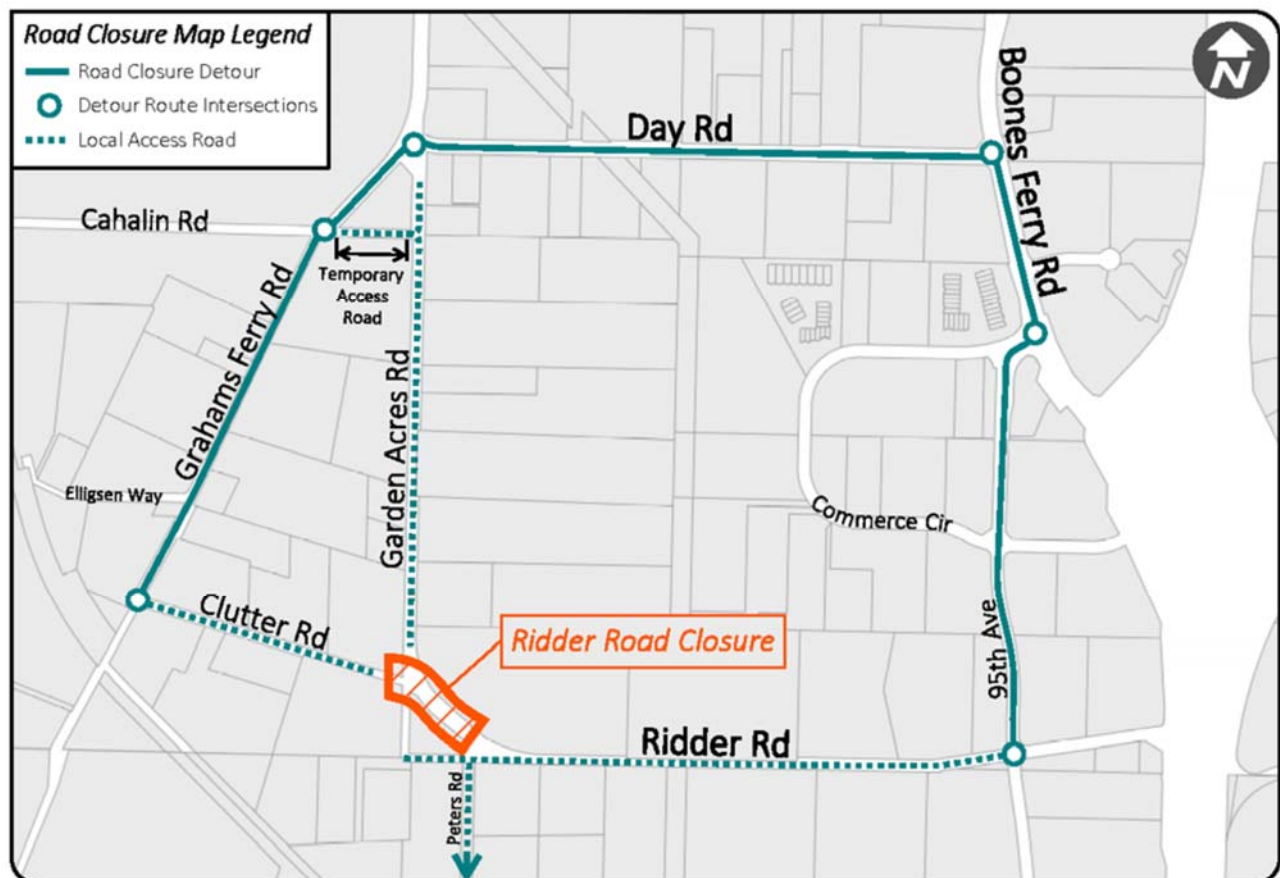 Road Closure Map Legend
Road Closure Detour
Detour Route Intersections
Local Access Road
N
Day Rd
Boones Ferry Rd
Cahalin Rd
Temporary
Access
Road
Grahams Ferry Rd
Garden Acres Rd
Elligsen Way
Commerce Cir
Clutter Rd
Ridder Road Closure
95th Ave
Ridder Rd
Peters Rd